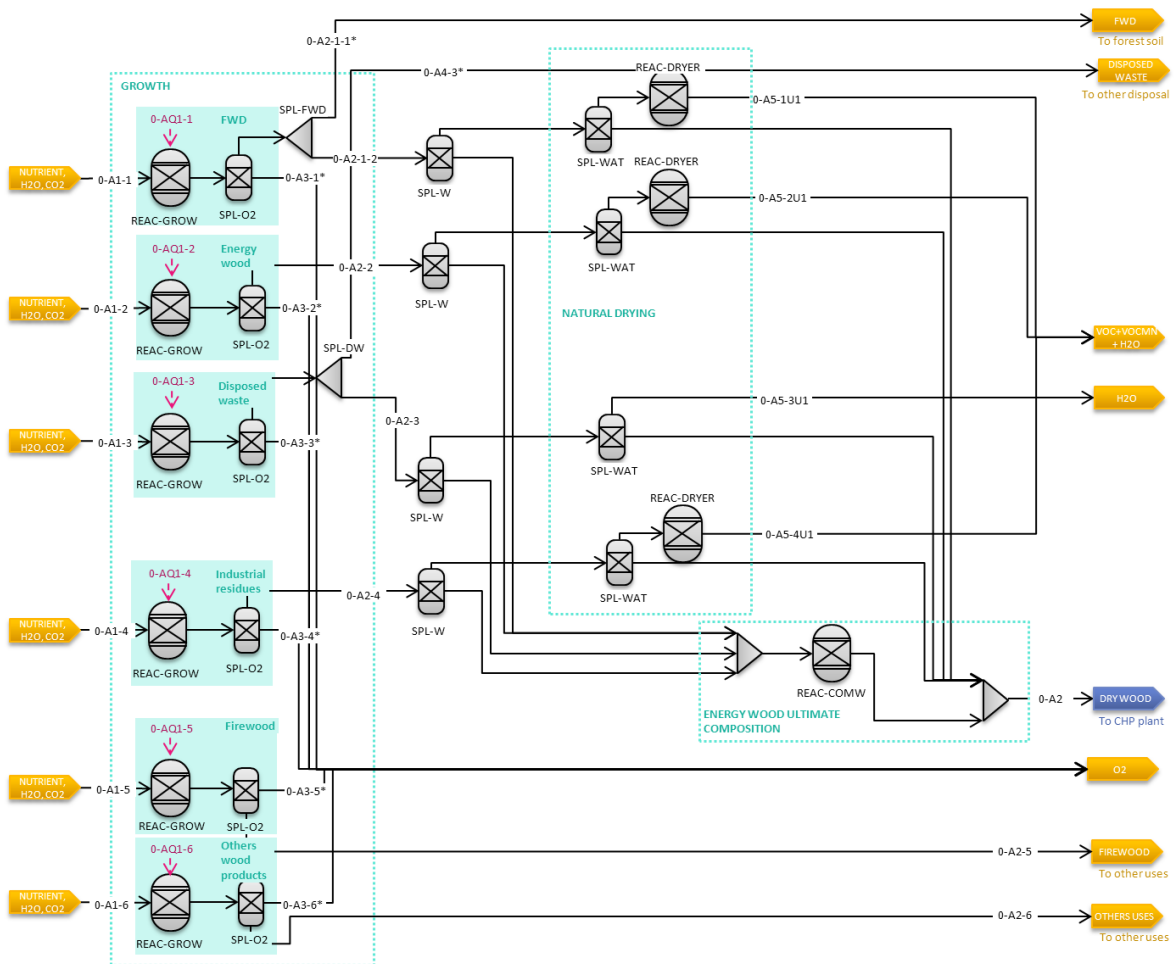 FWD
0-A2-1-1*
To forest soil
REAC-DRYER
DISPOSED
WASTE
0-A4-3*
GROWTH
To other disposal
0-A5-1U1
SPL-FWD
0-AQ1-1
FWD
0-A2-1-2
SPL-WAT
REAC-DRYER
NUTRIENT,
H2O, CO2
0-A1-1
0-A3-1*
SPL-W
0-A5-2U1
SPL-O2
REAC-GROW
0-AQ1-2
Energy
wood
0-A2-2
SPL-WAT
SPL-W
NUTRIENT,
H2O, CO2
0-A1-2
0-A3-2*
NATURAL DRYING
VOC+VOCMN
+ H2O
SPL-O2
REAC-GROW
SPL-DW
0-AQ1-3
Disposed
waste
0-A5-3U1
H2O
0-A2-3
NUTRIENT,
H2O, CO2
0-A1-3
0-A3-3*
SPL-WAT
SPL-O2
REAC-GROW
REAC-DRYER
SPL-W
0-A5-4U1
0-AQ1-4
Industrial
residues
SPL-WAT
0-A2-4
NUTRIENT,
H2O, CO2
0-A1-4
0-A3-4*
SPL-W
SPL-O2
REAC-GROW
REAC-COMW
0-A2
DRY WOOD
To CHP plant
ENERGY WOOD ULTIMATE
COMPOSITION
0-AQ1-5
Firewood
O2
NUTRIENT,
H2O, CO2
0-A1-5
0-A3-5*
SPL-O2
REAC-GROW
0-AQ1-6
Others
wood
products
0-A2-5
FIREWOOD
To other uses
NUTRIENT,
H2O, CO2
0-A1-6
0-A3-6*
0-A2-6
OTHERS USES
To other uses
SPL-O2
REAC-GROW